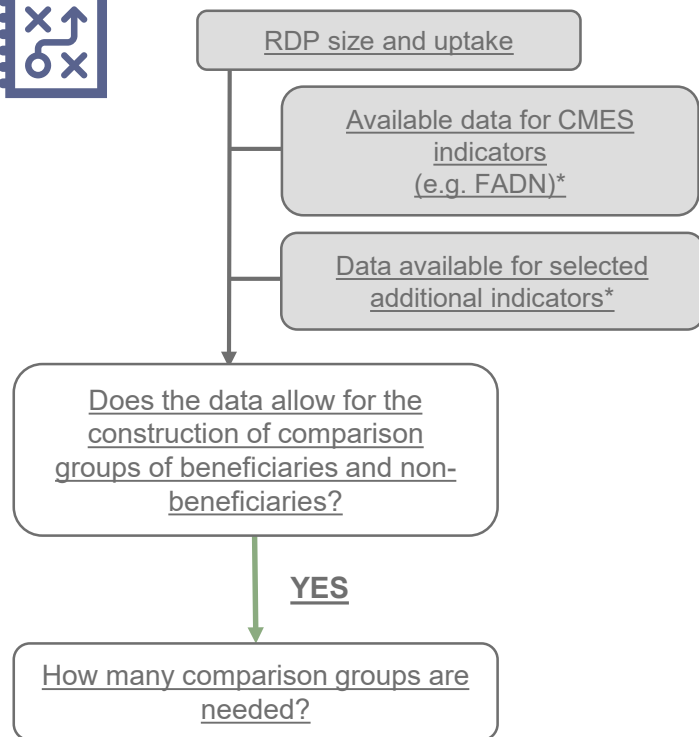 RDP size and uptake
Available data for CMES
indicators
(e.g. FADN)*
Data available for selected
additional indicators*
Does the data allow for the
construction of comparison
groups of beneficiaries and non-
beneficiaries?
YES
How many comparison groups are
needed?